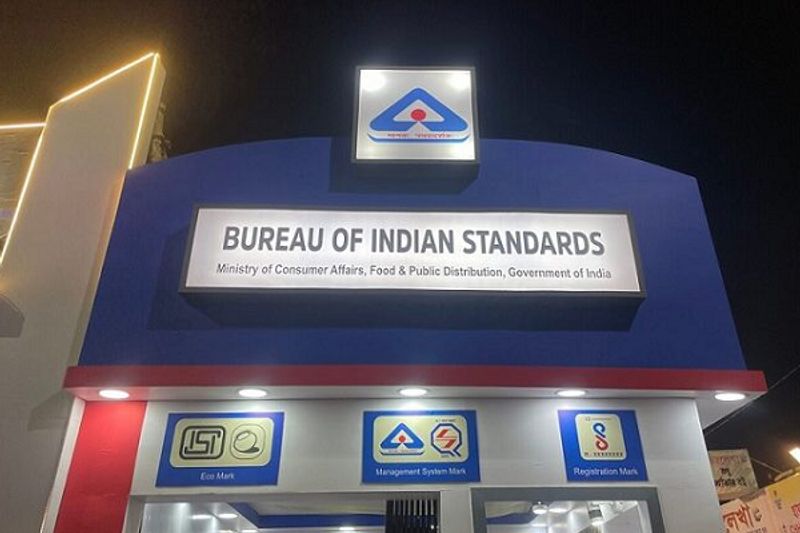 BUREAU OF INDIAN STANDARDS
Ministry of Consumer Affairs, Food & Public Distribution, Government of India
Eco Mark
Management System Mark
Registration Mark